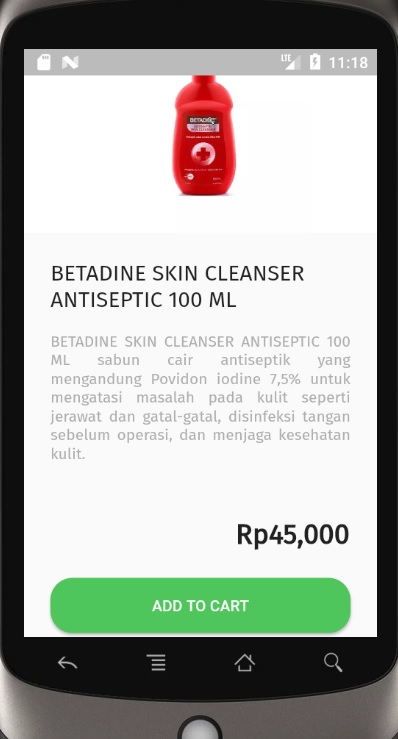 LTE 11:18
BETADINE
BETADINE SKIN CLEANSER
ANTISEPTIC 100 ML
BETADINE SKIN CLEANSER ANTISEPTIC 100
ML sabun cair antiseptik yang
mengandung Povidon iodine 7,5% untuk
mengatasi masalah pada kulit seperti
jerawat dan gatal-gatal, disinfeksi tangan
sebelum operasi, dan menjaga kesehatan
kulit.
Rp45,000
ADD TO CART